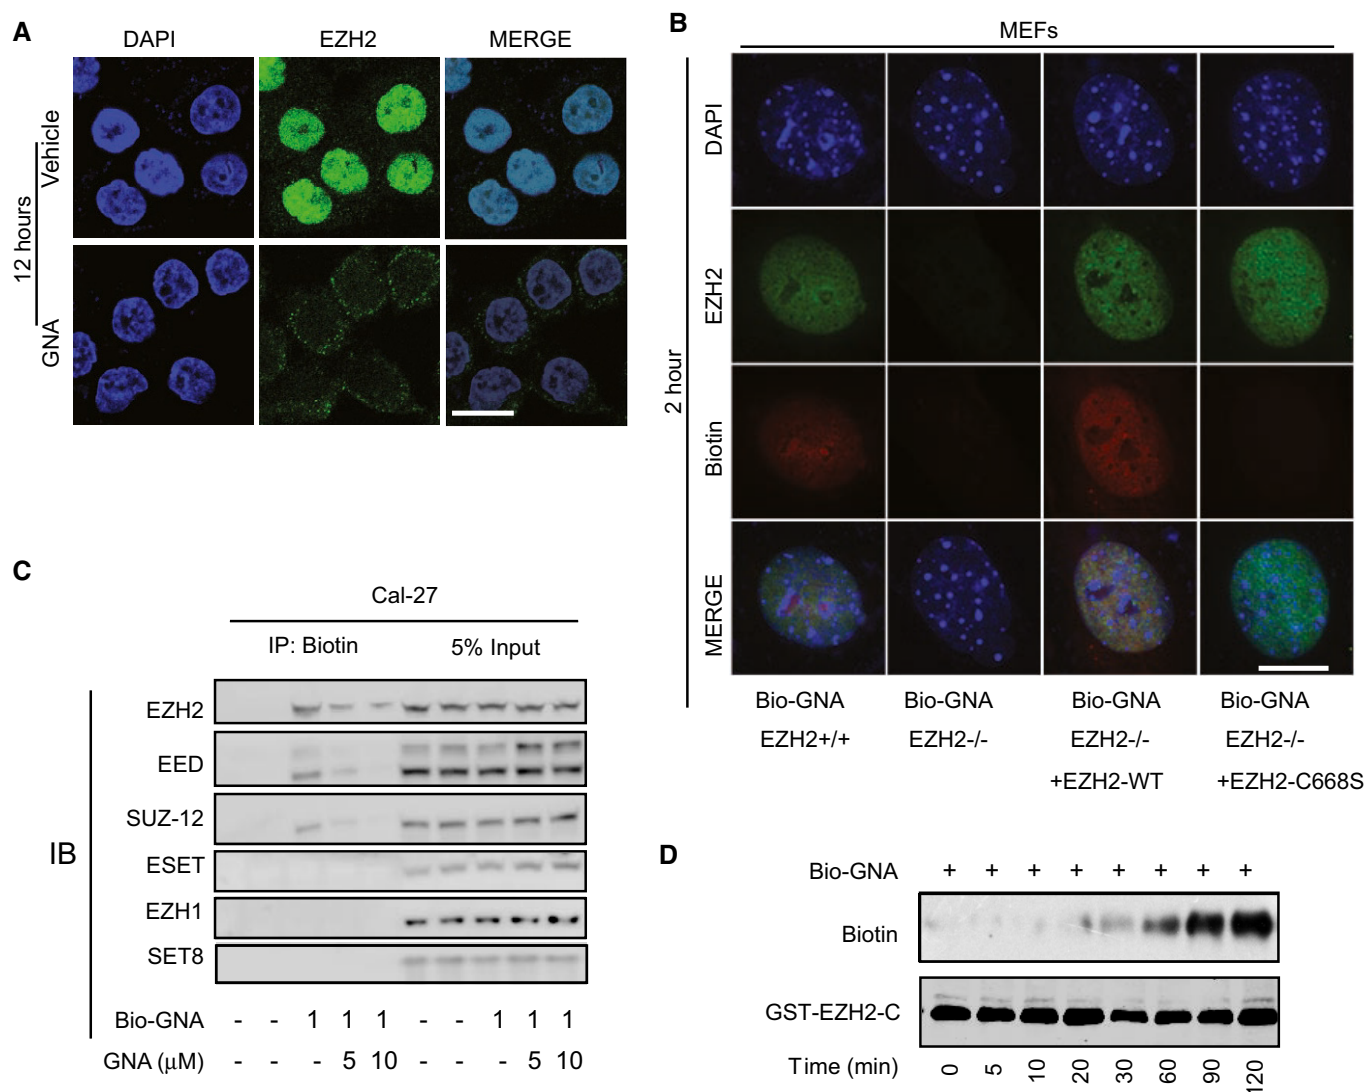 A
DAPI EZH2 MERGE
12 hours
Vehicle
GNA
B
MEFs
2 hour
DAPI
EZH2
Biotin
MERGE
Bio-GNA Bio-GNA Bio-GNA Bio-GNA
EZH2+/+ EZH2-/- EZH2-/- EZH2-/-
+EZH2-WT +EZH2-C668S
C
Cal-27
IP: Biotin 5% Input
IB
EZH2
EED
SUZ-12
ESET
EZH1
SET8
Bio-GNA - - 1 1 1 - - 1 1 1
GNA (μM) - - - 5 10 - - - 5 10
D
Bio-GNA + + + + + + + +
Biotin
GST-EZH2-C
Time (min) 0 5 10 20 30 60 90 120